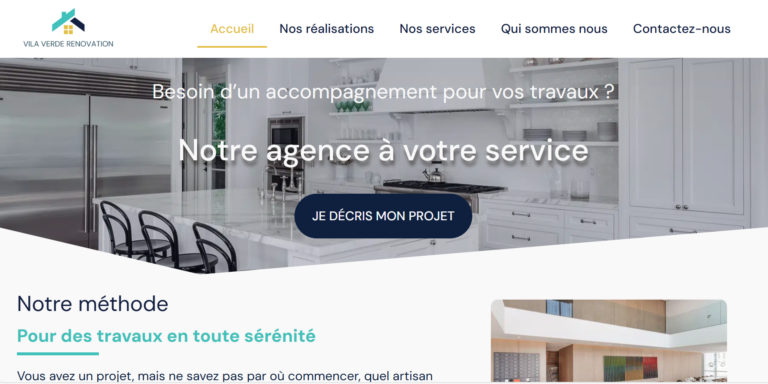 VILA VERDE RENOVATION
Accueil
Nos réalisations
Nos services
Qui sommes nous
Contactez-nous
Besoin d’un accompagnement pour vos travaux ?
Notre agence à votre service
JE DÉCRIS MON PROJET
Notre méthode
Pour des travaux en toute sérénité
Vous avez un projet, mais ne savez pas par où commencer, quel artisan